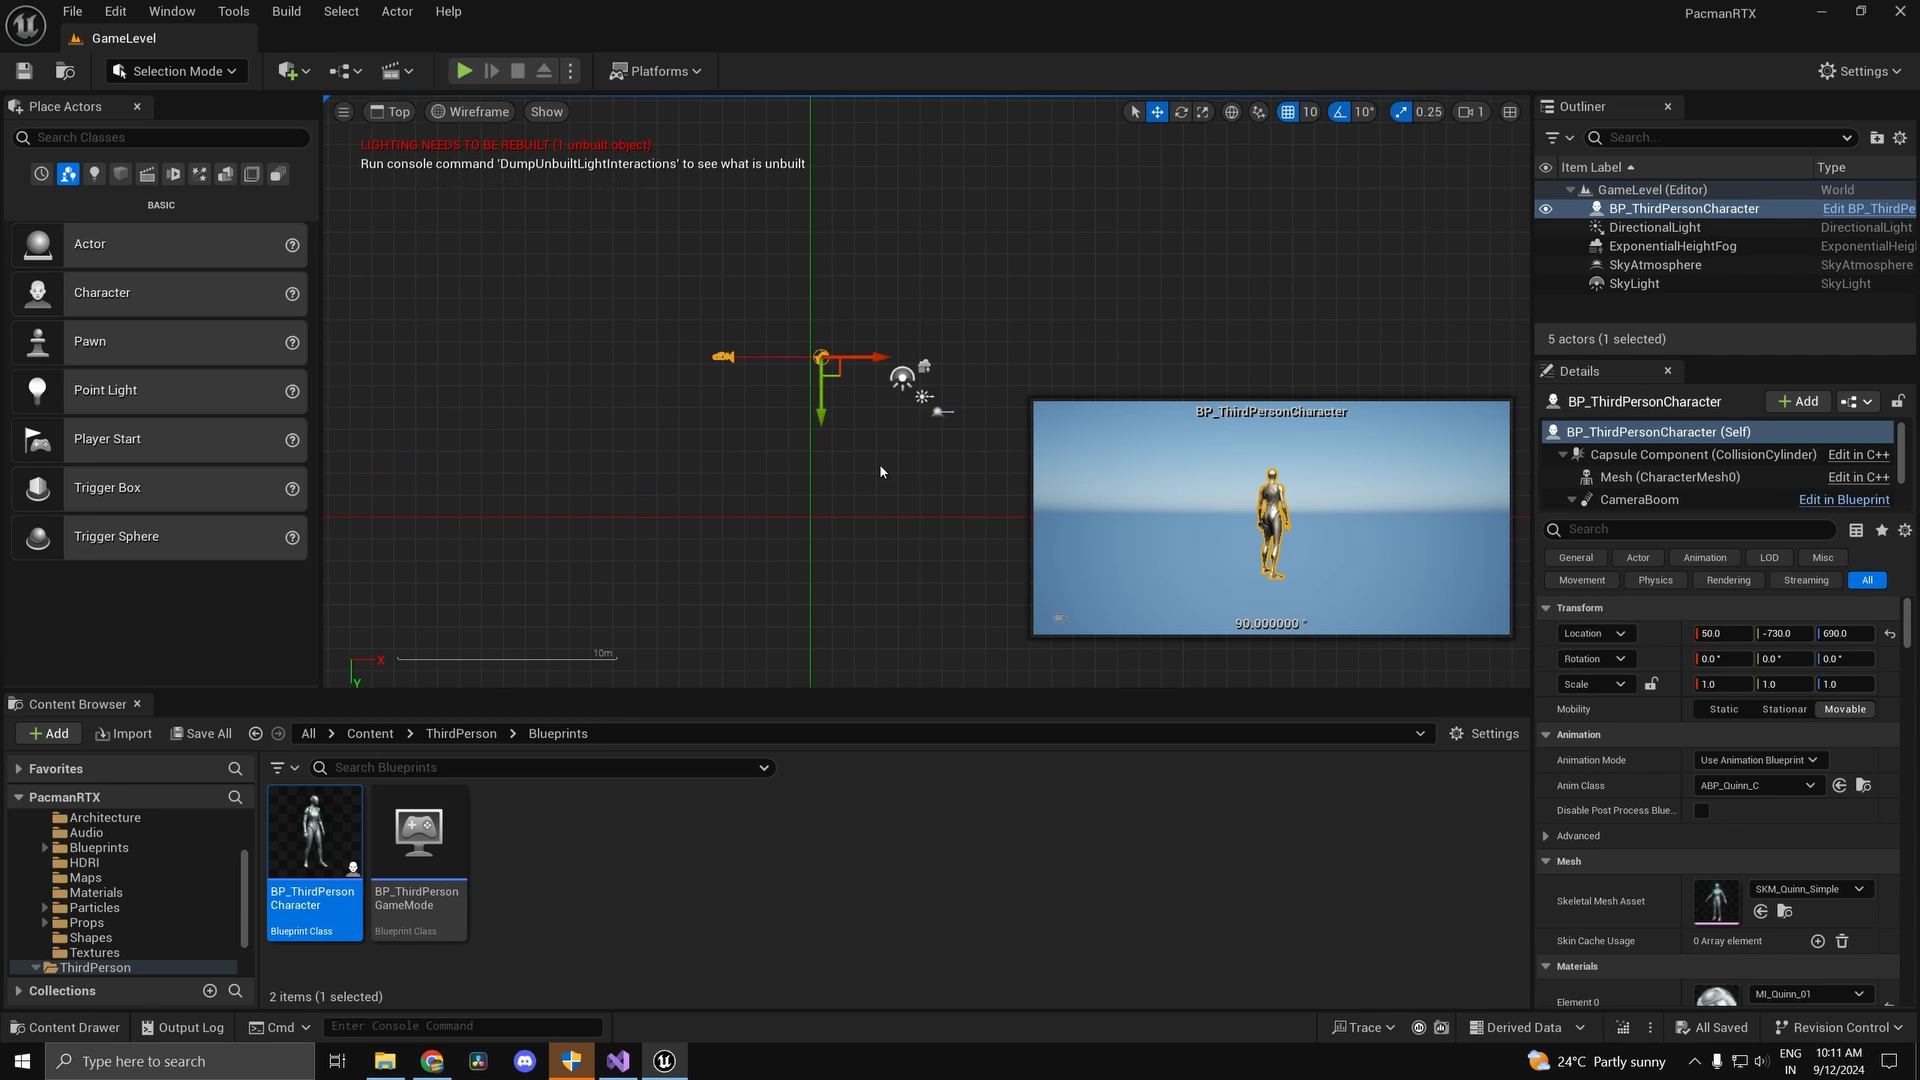 File Edit Window Tools Build Select Actor Help
PacmanRTX
GameLevel
Selection Mode
Platforms
Settings
Place Actors
Search Classes
BASIC
Actor
Character
Pawn
Point Light
Player Start
Trigger Box
Trigger Sphere
Top Wireframe Show
10 10° 0.25 1
LIGHTING NEEDS TO BE REBUILT (1 unbuilt object)
Run console command 'DumpUnbuiltLightInteractions' to see what is unbuilt
BP_ThirdPersonCharacter
90.000000 °
10m
X
Y
Outliner
Search...
Item Label Type
GameLevel (Editor) World
BP_ThirdPersonCharacter Edit BP_ThirdPe
DirectionalLight DirectionalLight
ExponentialHeightFog ExponentialHeig
SkyAtmosphere SkyAtmosphere
SkyLight SkyLight
5 actors (1 selected)
Details
BP_ThirdPersonCharacter Add
BP_ThirdPersonCharacter (Self)
Capsule Component (CollisionCylinder) Edit in C++
Mesh (CharacterMesh0) Edit in C++
CameraBoom Edit in Blueprint
Search
General Actor Animation LOD Misc
Movement Physics Rendering Streaming All
Transform
Location 50.0 -730.0 690.0
Rotation 0.0° 0.0° 0.0°
Scale 1.0 1.0 1.0
Mobility Static Stationar Movable
Animation
Animation Mode Use Animation Blueprint
Anim Class ABP_Quinn_C
Disable Post Process Blue...
Advanced
Mesh
Skeletal Mesh Asset SKM_Quinn_Simple
Skin Cache Usage 0 Array element
Materials
Element 0 MI_Quinn_01
Content Browser
Add Import Save All All Content ThirdPerson Blueprints Settings
Favorites
Search Blueprints
PacmanRTX
Architecture
Audio
Blueprints
HDRI
Maps
Materials
Particles
Props
Shapes
Textures
ThirdPerson
Collections
BP_ThirdPerson
Character
Blueprint Class
BP_ThirdPerson
GameMode
Blueprint Class
2 items (1 selected)
Content Drawer Output Log Cmd Enter Console Command Trace Derived Data All Saved Revision Control
Type here to search
24°C Partly sunny
ENG
IN
10:11 AM
9/12/2024